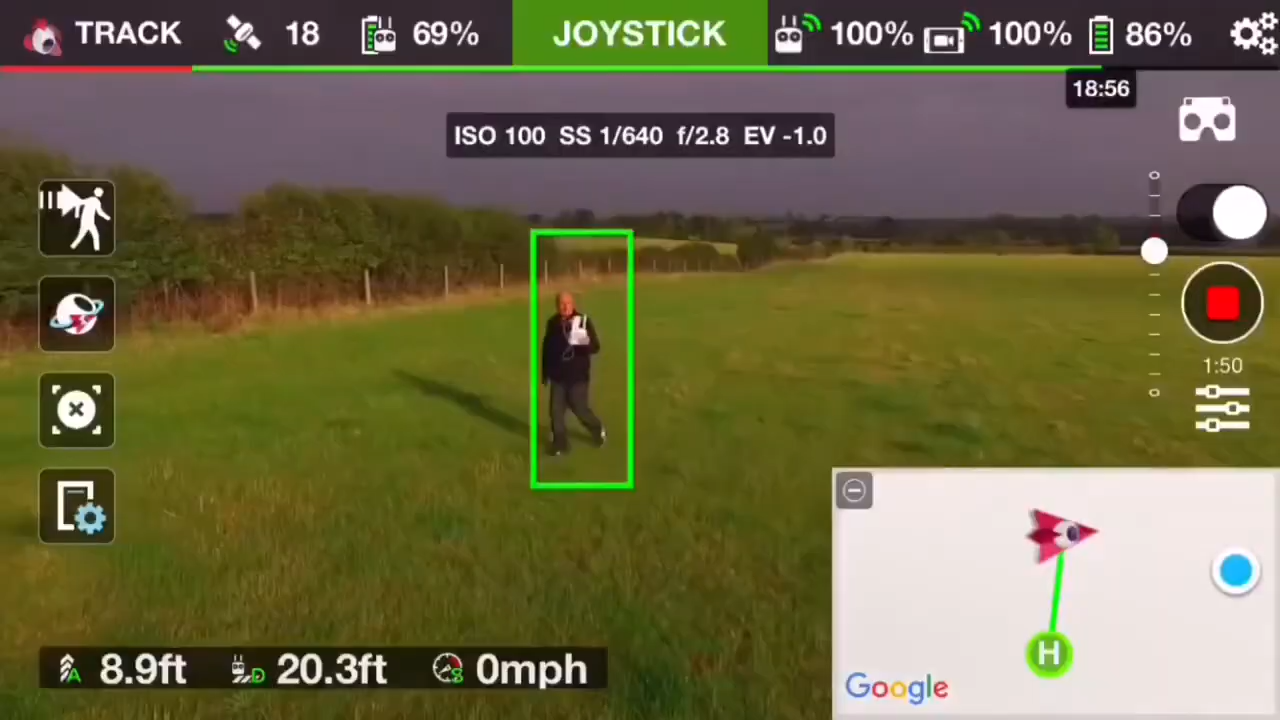 TRACK 18 69% JOYSTICK 100% 100% 86%
18:56
ISO 100 SS 1/640 f/2.8 EV -1.0
1:50
H
A 8.9ft D 20.3ft S 0mph
Google